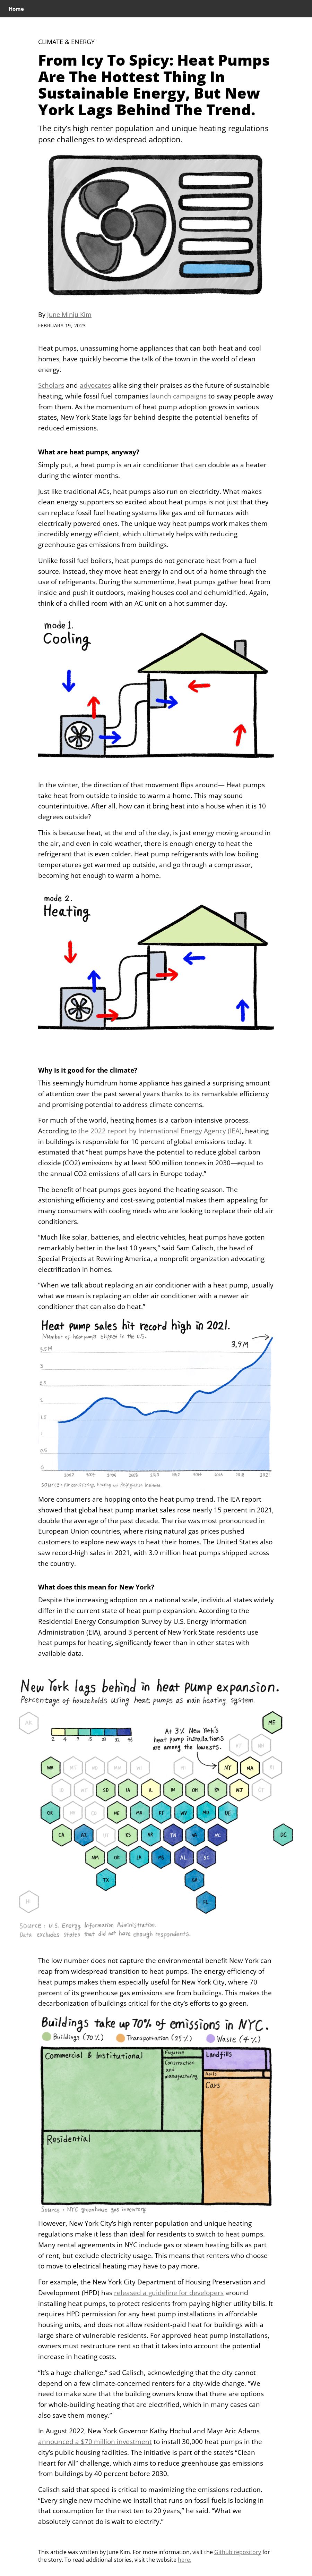 Home
CLIMATE & ENERGY
From Icy To Spicy: Heat Pumps
Are The Hottest Thing In
Sustainable Energy, But New
York Lags Behind The Trend.
The city's high renter population and unique heating regulations
pose challenges to widespread adoption.
By June Minju Kim
FEBRUARY 19, 2023
Heat pumps, unassuming home appliances that can both heat and cool
homes, have quickly become the talk of the town in the world of clean
energy.
Scholars and advocates alike sing their praises as the future of sustainable
heating, while fossil fuel companies launch campaigns to sway people away
from them. As the momentum of heat pump adoption grows in various
states, New York State lags far behind despite the potential benefits of
reduced emissions.
What are heat pumps, anyway?
Simply put, a heat pump is an air conditioner that can double as a heater
during the winter months.
Just like traditional ACs, heat pumps also run on electricity. What makes
clean energy supporters so excited about heat pumps is not just that they
can replace fossil fuel heating systems like gas and oil furnaces with
electrically powered ones. The unique way heat pumps work makes them
incredibly energy efficient, which ultimately helps with reducing
greenhouse gas emissions from buildings.
Unlike fossil fuel boilers, heat pumps do not generate heat from a fuel
source. Instead, they move heat energy in and out of a home through the
use of refrigerants. During the summertime, heat pumps gather heat from
inside and push it outdoors, making houses cool and dehumidified. Again,
think of a chilled room with an AC unit on a hot summer day.
mode 1.
Cooling
In the winter, the direction of that movement flips around— Heat pumps
take heat from outside to inside to warm a home. This may sound
counterintuitive. After all, how can it bring heat into a house when it is 10
degrees outside?
This is because heat, at the end of the day, is just energy moving around in
the air, and even in cold weather, there is enough energy to heat the
refrigerant that is even colder. Heat pump refrigerants with low boiling
temperatures get warmed up outside, and go through a compressor,
becoming hot enough to warm a home.
mode 2.
Heating
Why is it good for the climate?
This seemingly humdrum home appliance has gained a surprising amount
of attention over the past several years thanks to its remarkable efficiency
and promising potential to address climate concerns.
For much of the world, heating homes is a carbon-intensive process.
According to the 2022 report by International Energy Agency (IEA), heating
in buildings is responsible for 10 percent of global emissions today. It
estimated that "heat pumps have the potential to reduce global carbon
dioxide (CO2) emissions by at least 500 million tonnes in 2030—equal to
the annual CO2 emissions of all cars in Europe today."
The benefit of heat pumps goes beyond the heating season. The
astonishing efficiency and cost-saving potential makes them appealing for
many consumers with cooling needs who are looking to replace their old air
conditioners.
"Much like solar, batteries, and electric vehicles, heat pumps have gotten
remarkably better in the last 10 years," said Sam Calisch, the head of
Special Projects at Rewiring America, a nonprofit organization advocating
electrification in homes.
"When we talk about replacing an air conditioner with a heat pump, usually
what we mean is replacing an older air conditioner with a newer air
conditioner that can also do heat."
Heat pump sales hit record high in 2021.
Number of heat pumps shipped in the U.S.
3.9M
2021
More consumers are hopping onto the heat pump trend. The IEA report
showed that global heat pump market sales rose nearly 15 percent in 2021,
double the average of the past decade. The rise was most pronounced in
European Union countries, where rising natural gas prices pushed
customers to explore new ways to heat their homes. The United States also
saw record-high sales in 2021, with 3.9 million heat pumps shipped across
the country.
What does this mean for New York?
Despite the increasing adoption on a national scale, individual states widely
differ in the current state of heat pump expansion. According to the
Residential Energy Consumption Survey by U.S. Energy Information
Administration (EIA), around 3 percent of New York State residents use
heat pumps for heating, significantly fewer than in other states with
available data.
New York lags behind in heat pump expansion.
Percentage of households using heat pumps as main heating system.
At 3% New York's
heat pump installations
are among the lowests.
ME
WA NY MA
SD IA IL IN OH PA NJ
OR NE MO KY WV MD DE
CA AZ KS AR TN VA NC DC
NM OK LA MS AL SC
TX GA
FL
Source: U.S. Energy Information Administration
Data excludes states that did not have enough respondents.
The low number does not capture the environmental benefit New York can
reap from widespread transition to heat pumps. The energy efficiency of
heat pumps makes them especially useful for New York City, where 70
percent of its greenhouse gas emissions are from buildings. This makes the
decarbonization of buildings critical for the city's efforts to go green.
Buildings take up 70% of emissions in NYC.
Buildings (70%) Transportation (25%) Waste (4%)
Commercial & Institutional
Fugitive
Construction
and
manufacturing
Landfills
Cars
Residential
Source: NYC greenhouse gas inventory
However, New York City's high renter population and unique heating
regulations make it less than ideal for residents to switch to heat pumps.
Many rental agreements in NYC include gas or steam heating bills as part
of rent, but exclude electricity usage. This means that renters who choose
to move to electrical heating may have to pay more.
For example, the New York City Department of Housing Preservation and
Development (HPD) has released a guideline for developers around
installing heat pumps, to protect residents from paying higher utility bills. It
requires HPD permission for any heat pump installations in affordable
housing units, and does not allow resident-paid heat for buildings with a
large share of vulnerable residents. For approved heat pump installations,
owners must restructure rent so that it takes into account the potential
increase in heating costs.
"It's a huge challenge." sad Calisch, acknowledging that the city cannot
depend on a few climate-concerned renters for a city-wide change. "We
need to make sure that the building owners know that there are options
for whole-building heating that are electrified, which in many cases can
also save them money."
In August 2022, New York Governor Kathy Hochul and Mayr Aric Adams
announced a $70 million investment to install 30,000 heat pumps in the
city's public housing facilities. The initiative is part of the state's "Clean
Heart for All" challenge, which aims to reduce greenhouse gas emissions
from buildings by 40 percent before 2030.
Calisch said that speed is critical to maximizing the emissions reduction.
"Every single new machine we install that runs on fossil fuels is locking in
that consumption for the next ten to 20 years," he said. "What we
absolutely cannot do is wait to electrify."
This article was written by June Kim. For more information, visit the Github repository for
the story. To read additional stories, visit the website here.